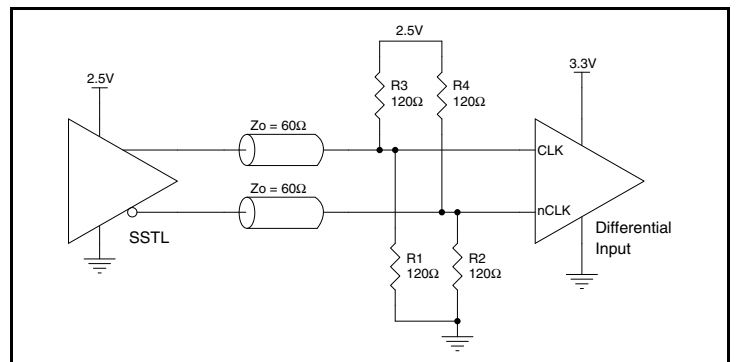 2.5V
2.5V
3.3V
R3
120Ω
R4
120Ω
Zo = 60Ω
CLK
Zo = 60Ω
nCLK
SSTL
Differential
Input
R1
120Ω
R2
120Ω